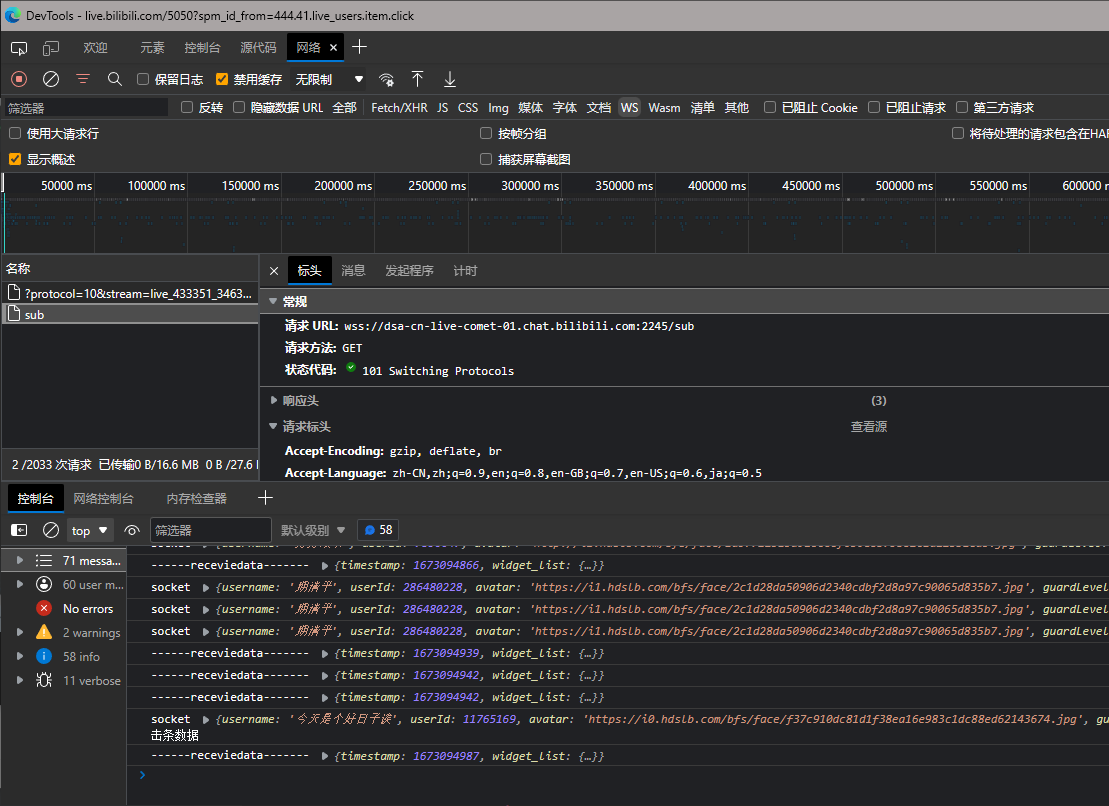 DevTools - live.bilibili.com/5050?spm_id_from=444.41.live_users.item.click
欢迎 元素 控制台 源代码 网络
保留日志 禁用缓存 无限制
筛选器 反转 隐藏数据 URL 全部 Fetch/XHR JS CSS Img 媒体 字体 文档 WS Wasm 清单 其他 已阻止 Cookie 已阻止请求 第三方请求
使用大请求行 按帧分组 将待处理的请求包含在HAR
显示概述 捕获屏幕截图
50000 ms 100000 ms 150000 ms 200000 ms 250000 ms 300000 ms 350000 ms 400000 ms 450000 ms 500000 ms 550000 ms 600000 r
名称 标头 消息 发起程序 计时
?protocol=10&stream=live_433351_3463...
sub
常规
请求 URL: wss://dsa-cn-live-comet-01.chat.bilibili.com:2245/sub
请求方法: GET
状态代码: 101 Switching Protocols
响应头 (3)
请求标头 查看源
Accept-Encoding: gzip, deflate, br
Accept-Language: zh-CN,zh;q=0.9,en;q=0.8,en-GB;q=0.7,en-US;q=0.6,ja;q=0.5
2 /2033 次请求 已传输0 B/16.6 MB 0 B /27.6
控制台 网络控制台 内存检查器
top 筛选器 默认级别 58
71 messa...
60 user m...
No errors
2 warnings
58 info
11 verbose
------receviedata------- {timestamp: 1673094866, widget_list: {…}}
socket {username: '期满乎', userId: 286480228, avatar: 'https://i1.hdslb.com/bfs/face/2c1d28da50906d2340cdbf2d8a97c90065d835b7.jpg', guardLevel
socket {username: '期满乎', userId: 286480228, avatar: 'https://i1.hdslb.com/bfs/face/2c1d28da50906d2340cdbf2d8a97c90065d835b7.jpg', guardLevel
socket {username: '期满乎', userId: 286480228, avatar: 'https://i1.hdslb.com/bfs/face/2c1d28da50906d2340cdbf2d8a97c90065d835b7.jpg', guardLevel
------receviedata------- {timestamp: 1673094939, widget_list: {…}}
------receviedata------- {timestamp: 1673094942, widget_list: {…}}
------receviedata------- {timestamp: 1673094942, widget_list: {…}}
socket {username: '今天是个好日子诶', userId: 11765169, avatar: 'https://i0.hdslb.com/bfs/face/f37c910dc81d1f38ea16e983c1dc88ed62143674.jpg', gu
击条数据
------receviedata------- {timestamp: 1673094987, widget_list: {…}}